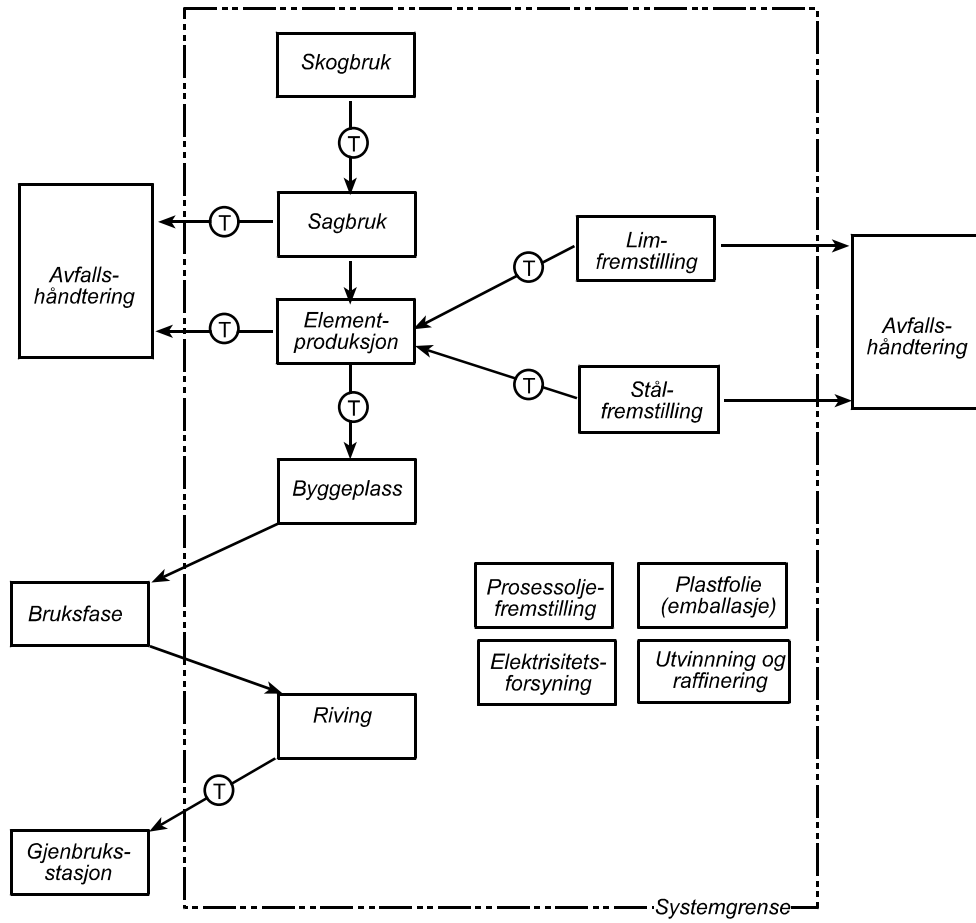 Skogbruk
T
Sagbruk
T
Avfalls-
håndtering
Lim-
fremstilling
T
Element-
produksjon
T
Avfalls-
håndtering
T
Stål-
fremstilling
T
Byggeplass
Prosessolje-
fremstilling
Plastfolie
(emballasje)
Bruksfase
Elektrisitets-
forsyning
Utvinnning og
raffinering
Riving
T
Gjenbruks-
stasjon
Systemgrense